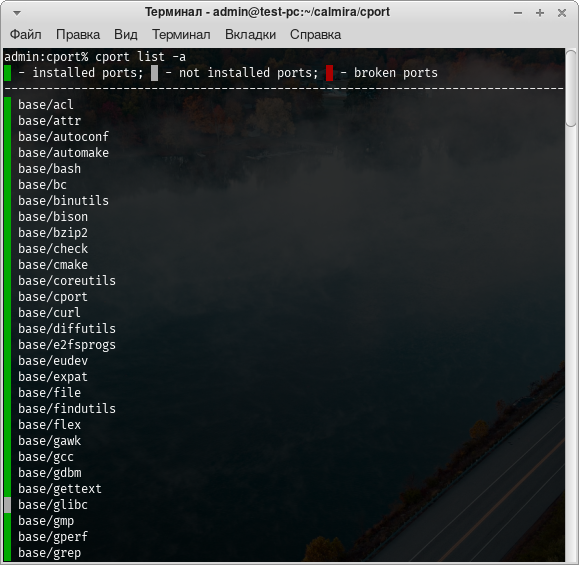 Терминал - admin@test-pc:~/calmira/cport
Файл Правка Вид Терминал Вкладки Справка
admin:cport% cport list -a
- installed ports; - not installed ports; - broken ports
--------------------------------------------------------------------------------
base/acl
base/attr
base/autoconf
base/automake
base/bash
base/bc
base/binutils
base/bison
base/bzip2
base/check
base/cmake
base/coreutils
base/cport
base/curl
base/diffutils
base/e2fsprogs
base/eudev
base/expat
base/file
base/findutils
base/flex
base/gawk
base/gcc
base/gdbm
base/gettext
base/glibc
base/gmp
base/gperf
base/grep